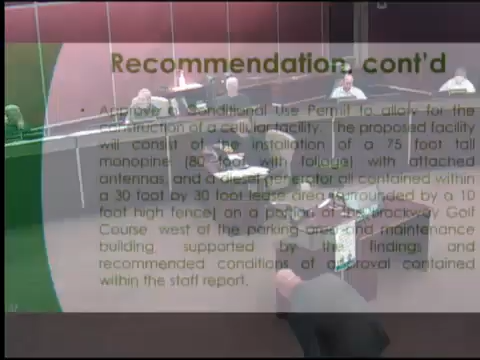 Recommendation, cont'd
• Approve a Conditional Use Permit to allow for the
construction of a cellular facility. The proposed facility
will consist of the installation of a 75 foot tall
monopine (80 foot with foliage) with attached
antennas, and a diesel generator all contained within
a 30 foot by 30 foot lease area (surrounded by a 10
foot high fence) on a portion of the Brockway Golf
Course west of the parking area and maintenance
building supported by the findings and
recommended conditions of approval contained
within the staff report.